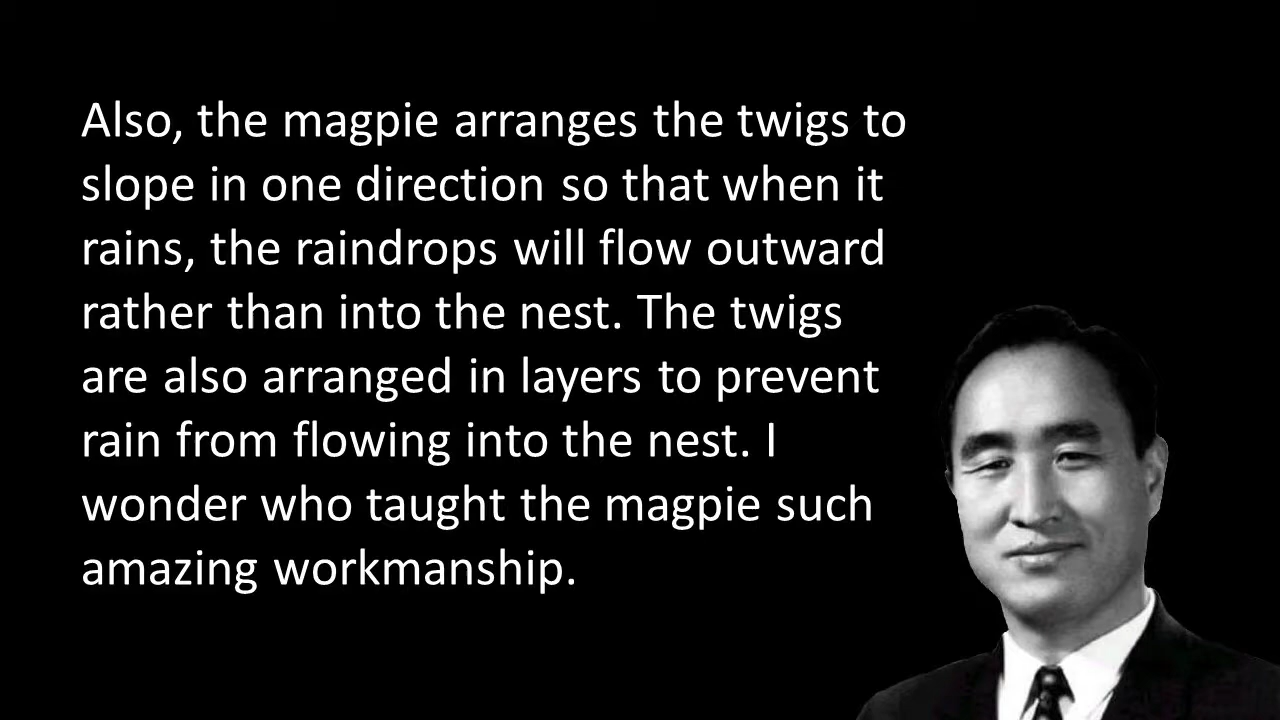 Also, the magpie arranges the twigs to
slope in one direction so that when it
rains, the raindrops will flow outward
rather than into the nest. The twigs
are also arranged in layers to prevent
rain from flowing into the nest. I
wonder who taught the magpie such
amazing workmanship.